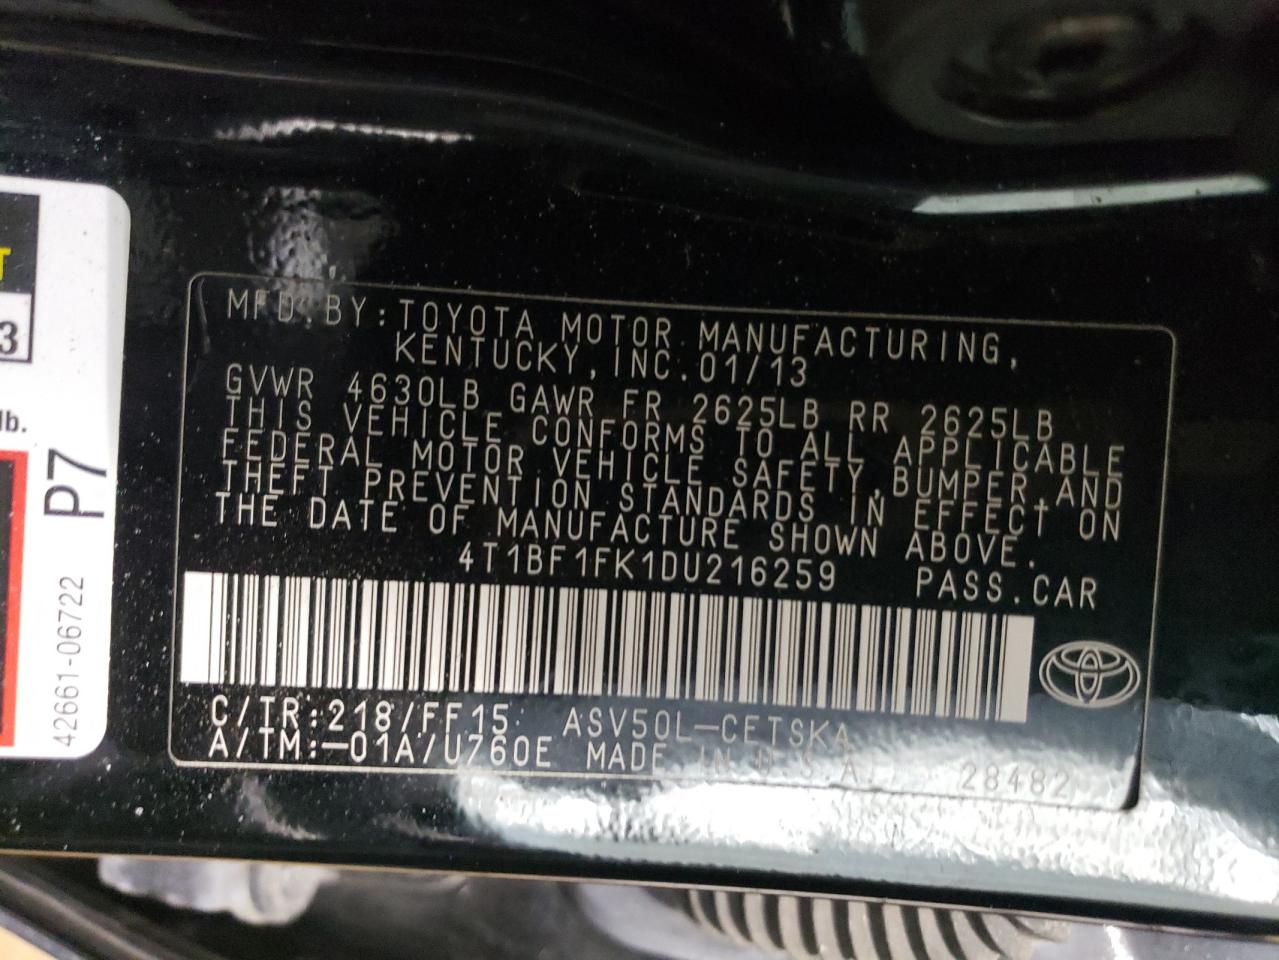 MFD.BY:TOYOTA MOTOR MANUFACTURING,
KENTUCKY,INC.01/13
GVWR 4630LB GAWR FR 2625LB RR 2625LB
THIS VEHICLE CONFORMS TO ALL APPLICABLE
FEDERAL MOTOR VEHICLE SAFETY,BUMPER,AND
THEFT PREVENTION STANDARDS IN EFFECT ON
THE DATE OF MANUFACTURE SHOWN ABOVE.
4T1BF1FK1DU216259 PASS.CAR
C/TR:218/FF15 ASV50L-CETSKA
A/TM:-01A/U760E MADE IN U.S.A.
28482
T
3
lb.
P7
42661-06722